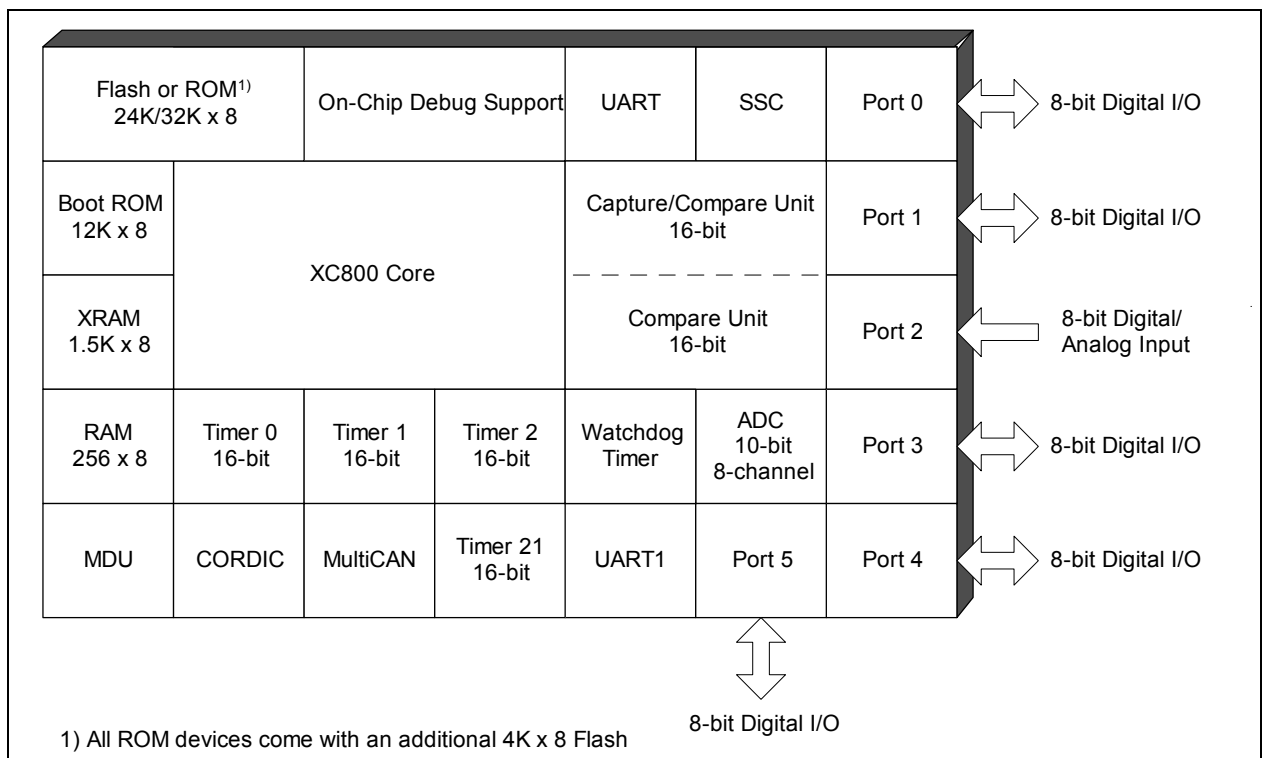 Flash or ROM1)
24K/32K x 8
On-Chip Debug Support
UART
SSC
Port 0
8-bit Digital I/O
Boot ROM
12K x 8
XC800 Core
Capture/Compare Unit
16-bit
Port 1
8-bit Digital I/O
XRAM
1.5K x 8
Compare Unit
16-bit
Port 2
8-bit Digital/
Analog Input
RAM
256 x 8
Timer 0
16-bit
Timer 1
16-bit
Timer 2
16-bit
Watchdog
Timer
ADC
10-bit
8-channel
Port 3
8-bit Digital I/O
MDU
CORDIC
MultiCAN
Timer 21
16-bit
UART1
Port 5
Port 4
8-bit Digital I/O
8-bit Digital I/O
1) All ROM devices come with an additional 4K x 8 Flash